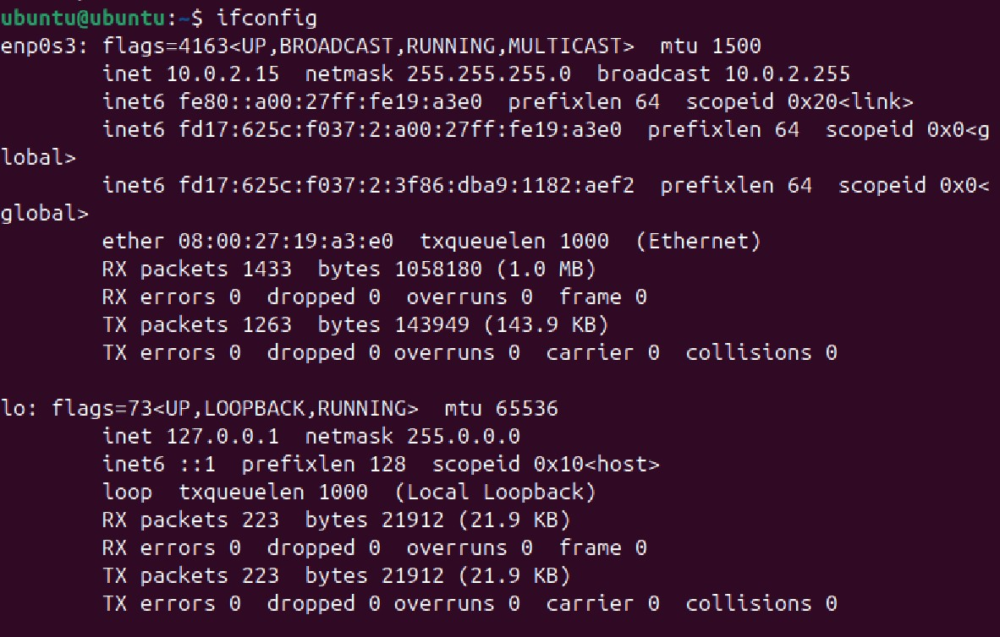 ubuntu@ubuntu:~$ ifconfig
enp0s3: flags=4163<UP,BROADCAST,RUNNING,MULTICAST>  mtu 1500
        inet 10.0.2.15  netmask 255.255.255.0  broadcast 10.0.2.255
        inet6 fe80::a00:27ff:fe19:a3e0  prefixlen 64  scopeid 0x20<link>
        inet6 fd17:625c:f037:2:a00:27ff:fe19:a3e0  prefixlen 64  scopeid 0x0<g
lobal>
        inet6 fd17:625c:f037:2:3f86:dba9:1182:aef2  prefixlen 64  scopeid 0x0<
global>
        ether 08:00:27:19:a3:e0  txqueuelen 1000  (Ethernet)
        RX packets 1433  bytes 1058180 (1.0 MB)
        RX errors 0  dropped 0  overruns 0  frame 0
        TX packets 1263  bytes 143949 (143.9 KB)
        TX errors 0  dropped 0 overruns 0  carrier 0  collisions 0

lo: flags=73<UP,LOOPBACK,RUNNING>  mtu 65536
        inet 127.0.0.1  netmask 255.0.0.0
        inet6 ::1  prefixlen 128  scopeid 0x10<host>
        loop  txqueuelen 1000  (Local Loopback)
        RX packets 223  bytes 21912 (21.9 KB)
        RX errors 0  dropped 0  overruns 0  frame 0
        TX packets 223  bytes 21912 (21.9 KB)
        TX errors 0  dropped 0 overruns 0  carrier 0  collisions 0